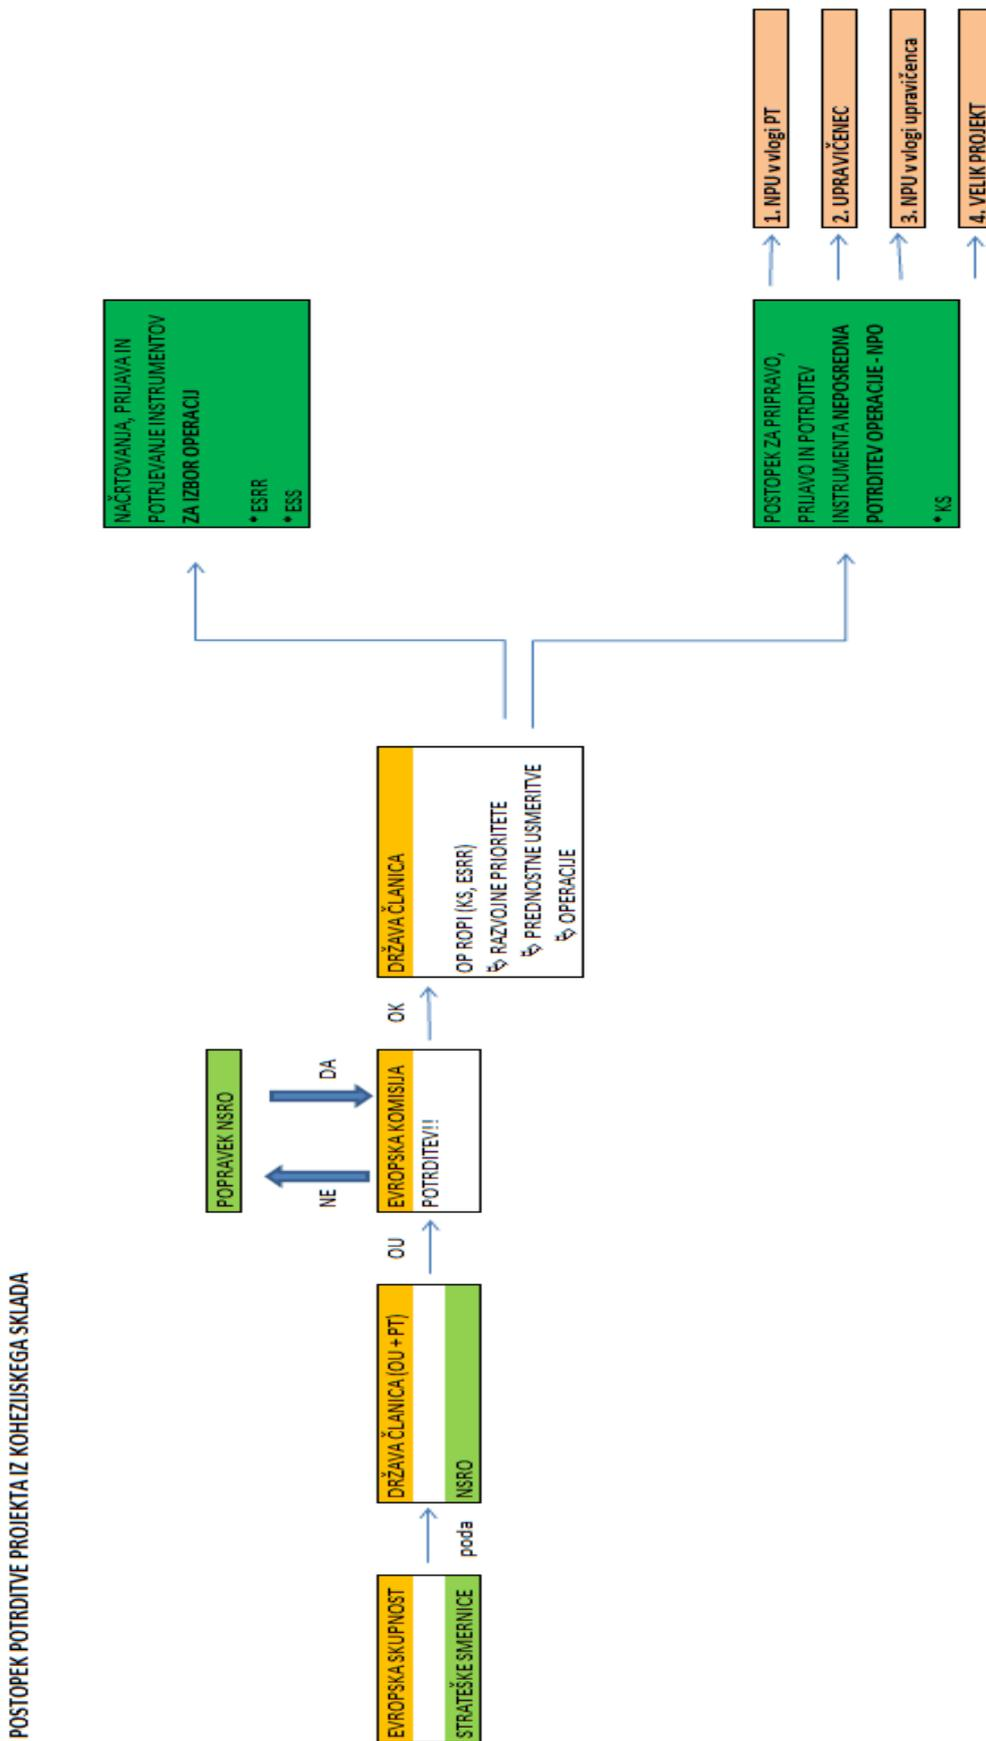 POSTOPEK POTRDITVE PROJEKTA IZ KOHEZIJSKEGA SKLADA
EVROPSKA SKUPNOST
STRATEŠKE SMERNICE
poda
DRŽAVA ČLANICA (OU + PT)
NSRO
OU
POPRAVEK NSRO
NE
DA
EVROPSKA KOMISIJA
POTRDITEV!!
OK
DRŽAVA ČLANICA
OP ROPI (KS, ESRR)
RAZVOJNE PRIORITETE
PREDNOSTNE USMERITVE
OPERACIJE
NAČRTOVANJA, PRIJAVA IN
POTRJEVANJE INSTRUMENTOV
ZA IZBOR OPERACIJ
* ESRR
* ESS
POSTOPEK ZA PRIPRAVO,
PRIJAVO IN POTRDITEV
INSTRUMENTA NEPOSREDNA
POTRDITEV OPERACIJE - NPO
* KS
1. NPU v vlogi PT
2. UPRAVIČENEC
3. NPU v vlogi upravičenca
4. VELIK PROJEKT